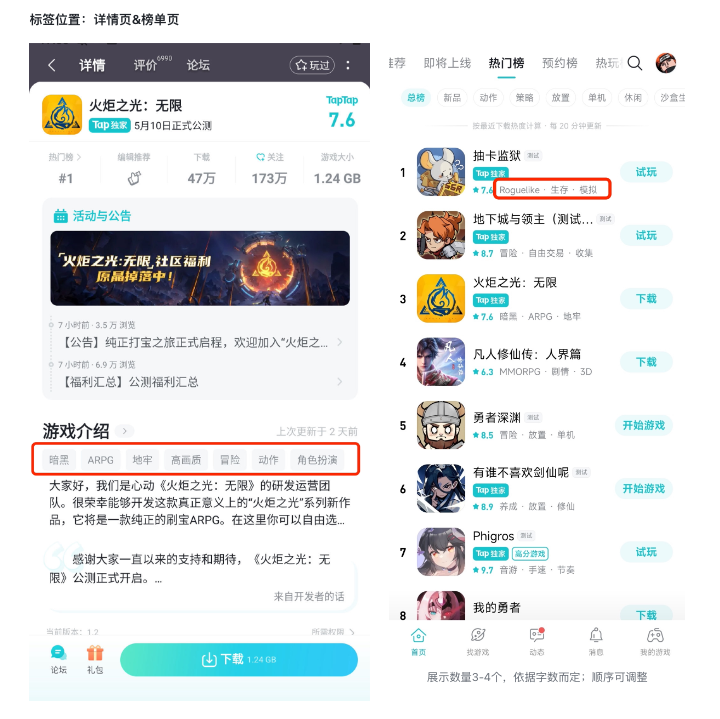 标签位置：详情页&榜单页
详情 评价 6990 论坛 玩过
火炬之光：无限
Tap 独家 5月10日正式公测
TapTap
7.6
热门榜 编辑推荐 下载 关注 游戏大小
#1 47万 173万 1.24 GB
活动与公告
火炬之光:无限,社区福利
原晶掉落中！
7 小时前 · 3.5 万 浏览
【公告】纯正打宝之旅正式启程，欢迎加入“火炬之...
7 小时前 · 6.9 万 浏览
【福利汇总】公测福利汇总
游戏介绍 上次更新于 2 天前
暗黑 ARPG 地牢 高画质 冒险 动作 角色扮演
大家好，我们是心动《火炬之光：无限》的研发运营团
队。很荣幸能够开发这款真正意义上的“火炬之光”系列新作
品，它将是一款纯正的刷宝ARPG。在这里你可以自由选...
感谢大家一直以来的支持和期待，《火炬之光：无
限》公测正式开启。...
来自开发者的话
当前版本：1.2 所需权限
论坛 礼包 下载 1.24 GB
推荐 即将上线 热门榜 预约榜 热玩
总榜 新品 动作 策略 放置 单机 休闲 沙盒生
按最近下载热度计算 · 每 20 分钟更新
1 抽卡监狱 测试
Tap 独家
7.6 Roguelike · 生存 · 模拟
试玩
2 地下城与领主（测试... 测试
Tap 独家
8.7 冒险 · 自由交易 · 收集
试玩
3 火炬之光：无限
Tap 独家
7.6 暗黑 · ARPG · 地牢
下载
4 凡人修仙传：人界篇
6.3 MMORPG · 剧情 · 3D
下载
5 勇者深渊 测试
8.5 冒险 · 放置 · 单机
开始游戏
6 有谁不喜欢剑仙呢 测试
8.9 养成 · 放置 · 修仙
开始游戏
7 Phigros 测试
Tap 独家 高分游戏
9.7 音游 · 手速 · 节奏
试玩
8 我的勇者
下载
首页 找游戏 动态 消息 我的游戏
展示数量3-4个，依据字数而定；顺序可调整